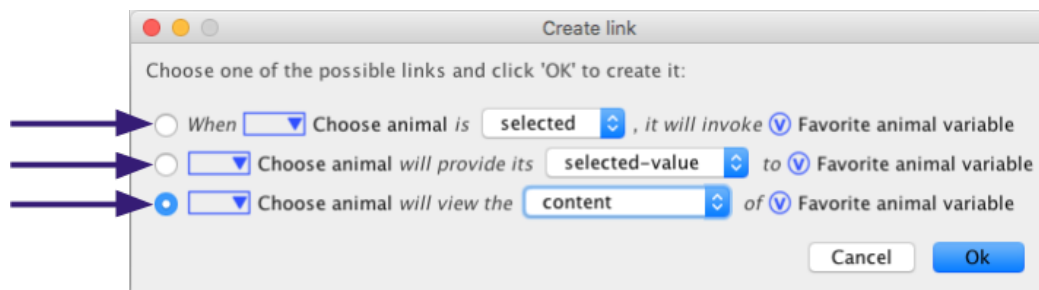 Create link
Choose one of the possible links and click 'OK' to create it:
When Choose animal is selected , it will invoke V Favorite animal variable
Choose animal will provide its selected-value to V Favorite animal variable
Choose animal will view the content of V Favorite animal variable
Cancel Ok